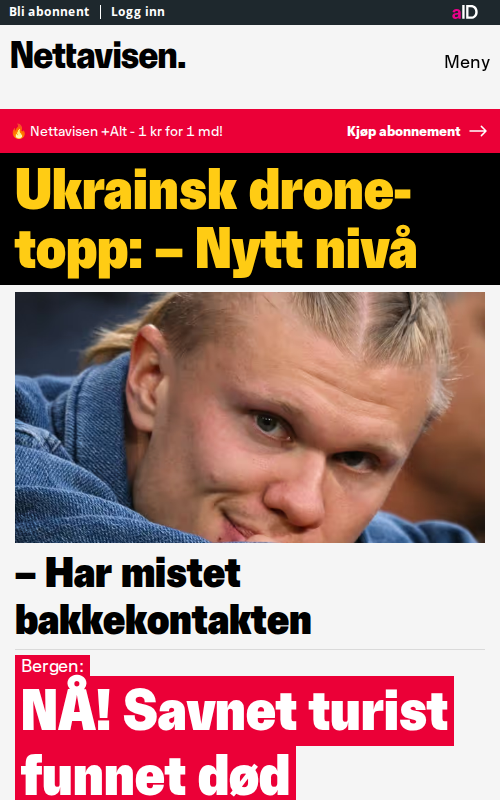 Bli abonnent | Logg inn
aID
Nettavisen.
Meny
🔥 Nettavisen +Alt - 1 kr for 1 md!
Kjøp abonnement →
Ukrainsk drone-
topp: – Nytt nivå
– Har mistet
bakkekontakten
Bergen:
NÅ! Savnet turist
funnet død